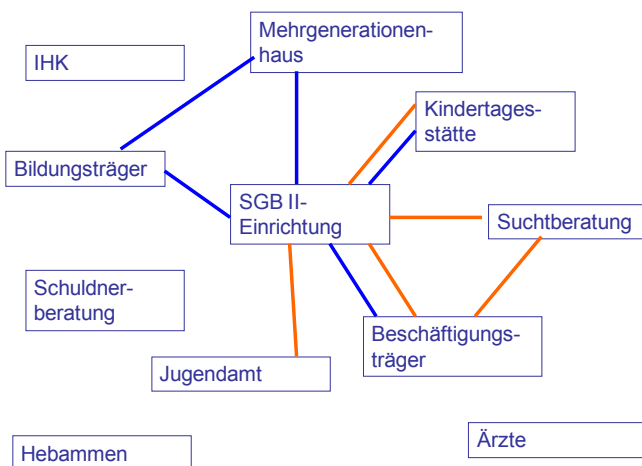 Mehrgenerationen-
haus
IHK
Kindertages-
stätte
Bildungsträger
SGB II-
Einrichtung
Suchtberatung
Schuldner-
beratung
Beschäftigungs-
träger
Jugendamt
Ärzte
Hebammen